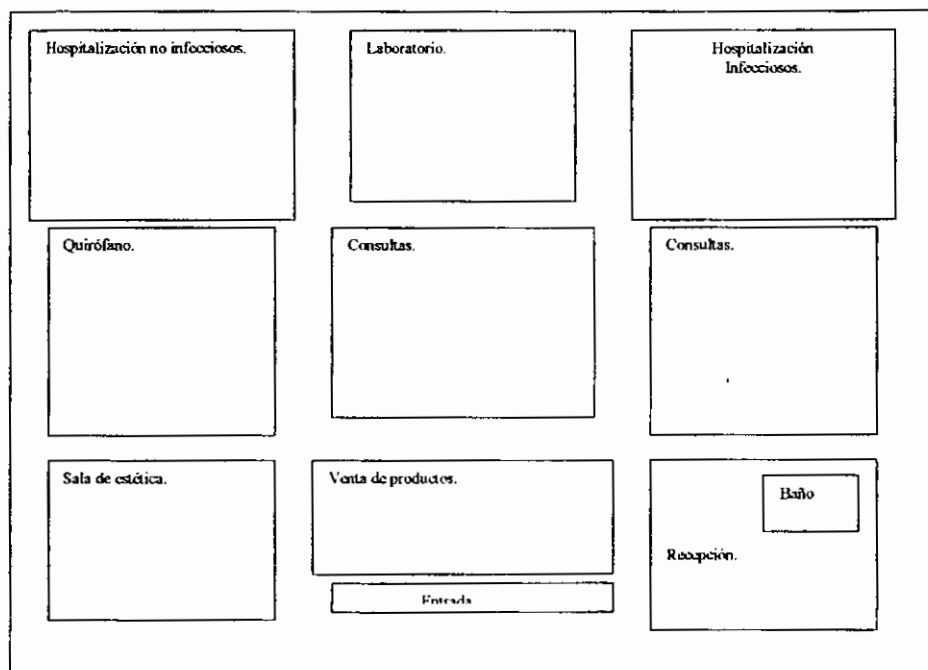 Hospitalización no infecciosos.
Laboratorio.
Hospitalización
Infecciosos.
Quirófano.
Consultas.
Consultas.
Sala de estética.
Venta de productos.
Baño
Recepción.
Entrada